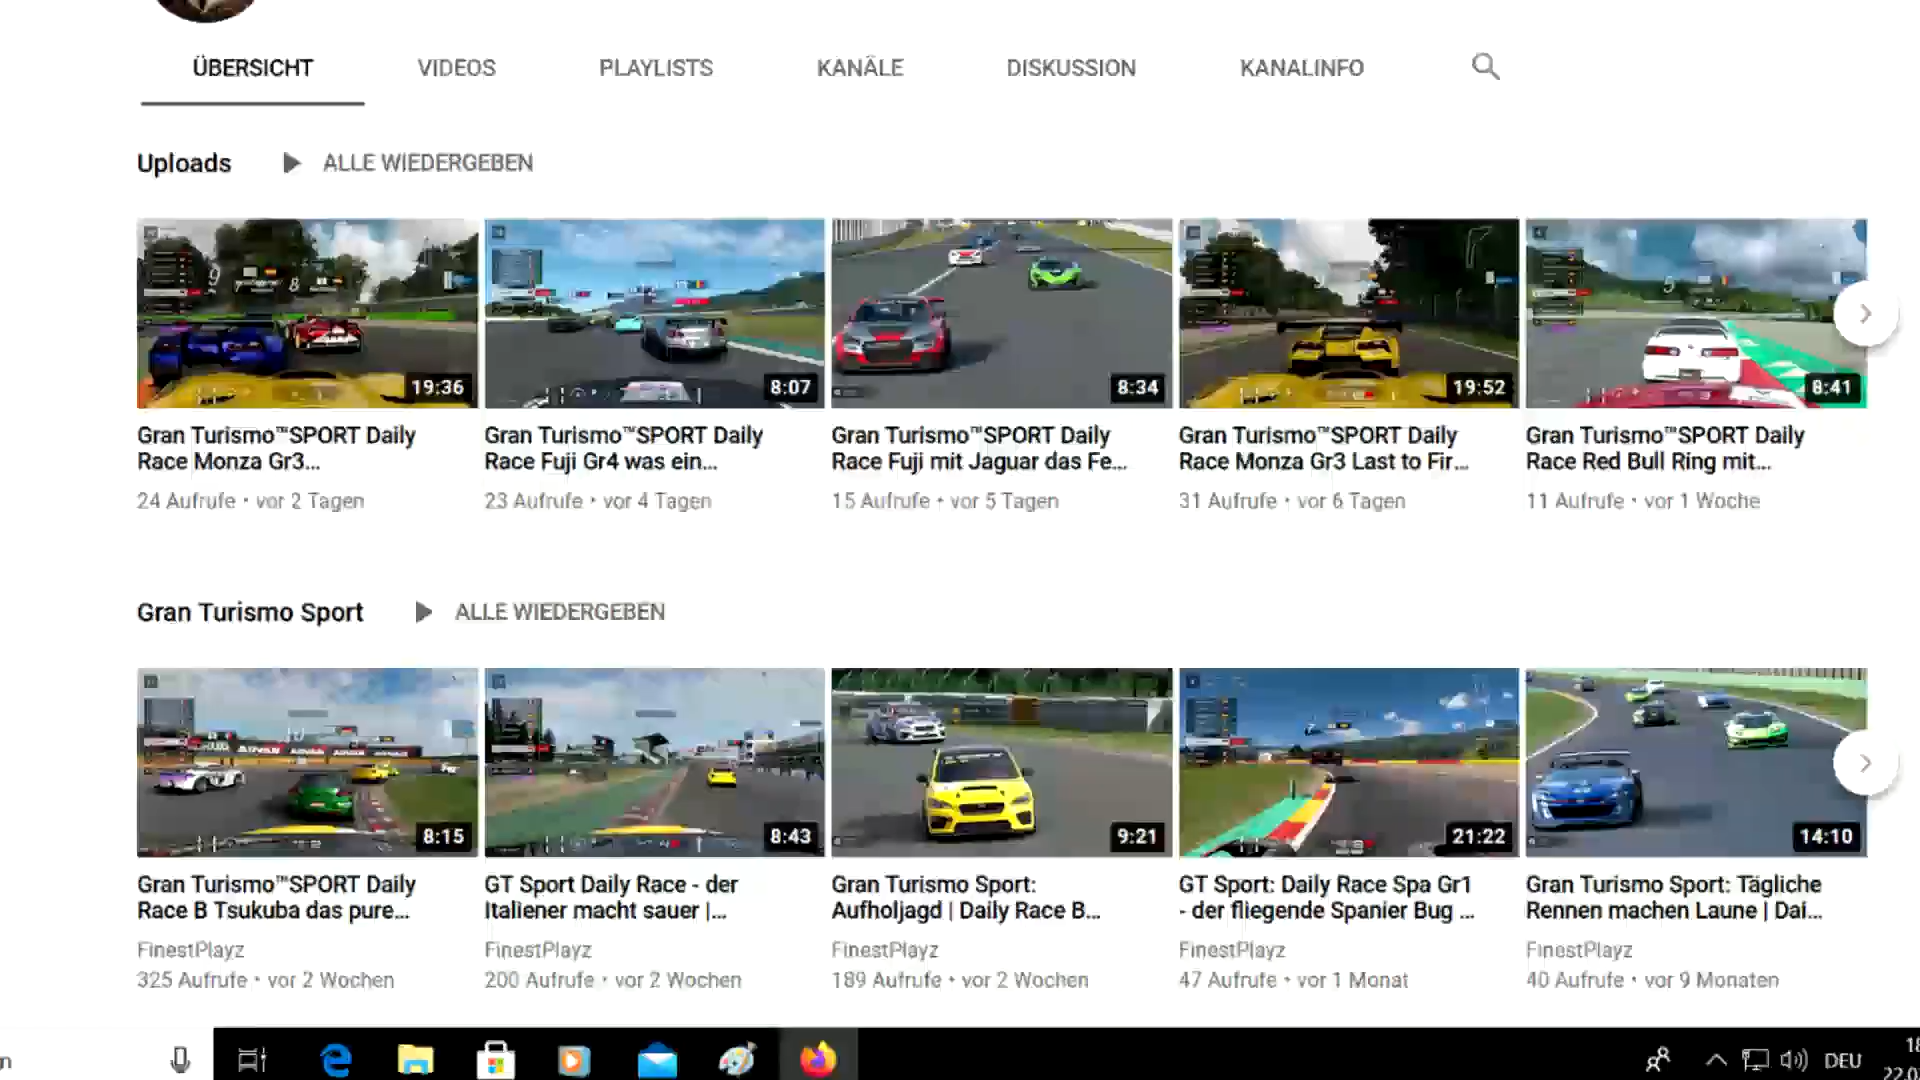 ÜBERSICHT VIDEOS PLAYLISTS KANÄLE DISKUSSION KANALINFO
Uploads ALLE WIEDERGEBEN
19:36 8:07 8:34 19:52 8:41
Gran Turismo™SPORT Daily
Race Monza Gr3...
24 Aufrufe • vor 2 Tagen
Gran Turismo™SPORT Daily
Race Fuji Gr4 was ein...
23 Aufrufe • vor 4 Tagen
Gran Turismo™SPORT Daily
Race Fuji mit Jaguar das Fe...
15 Aufrufe • vor 5 Tagen
Gran Turismo™SPORT Daily
Race Monza Gr3 Last to Fir...
31 Aufrufe • vor 6 Tagen
Gran Turismo™SPORT Daily
Race Red Bull Ring mit...
11 Aufrufe • vor 1 Woche
Gran Turismo Sport ALLE WIEDERGEBEN
8:15 8:43 9:21 21:22 14:10
Gran Turismo™SPORT Daily
Race B Tsukuba das pure...
FinestPlayz
325 Aufrufe • vor 2 Wochen
GT Sport Daily Race - der
Italiener macht sauer |...
FinestPlayz
200 Aufrufe • vor 2 Wochen
Gran Turismo Sport:
Aufholjagd | Daily Race B...
FinestPlayz
189 Aufrufe • vor 2 Wochen
GT Sport: Daily Race Spa Gr1
- der fliegende Spanier Bug ...
FinestPlayz
47 Aufrufe • vor 1 Monat
Gran Turismo Sport: Tägliche
Rennen machen Laune | Dai...
FinestPlayz
40 Aufrufe • vor 9 Monaten
DEU